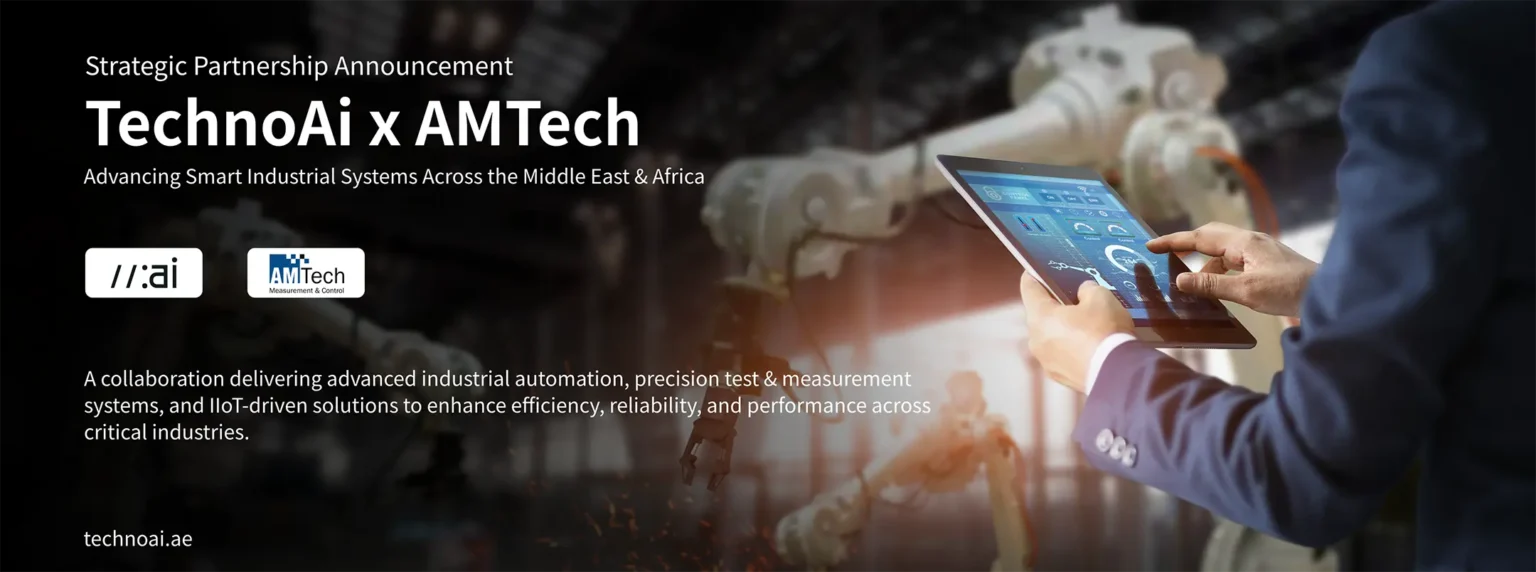 Strategic Partnership Announcement
TechnoAi x AMTech
Advancing Smart Industrial Systems Across the Middle East & Africa
//:ai
AMTech
Measurement & Control
A collaboration delivering advanced industrial automation, precision test & measurement
systems, and IIoT-driven solutions to enhance efficiency, reliability, and performance across
critical industries.
technoai.ae